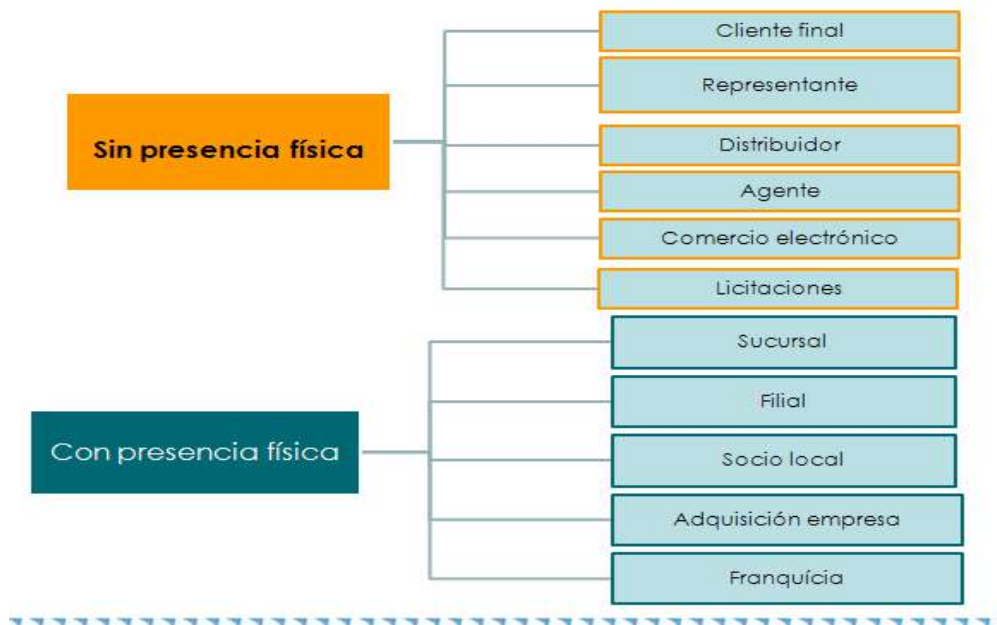 Sin presencia física
Cliente final
Representante
Distribuidor
Agente
Comercio electrónico
Licitaciones
Con presencia física
Sucursal
Filial
Socio local
Adquisición empresa
Franquícia